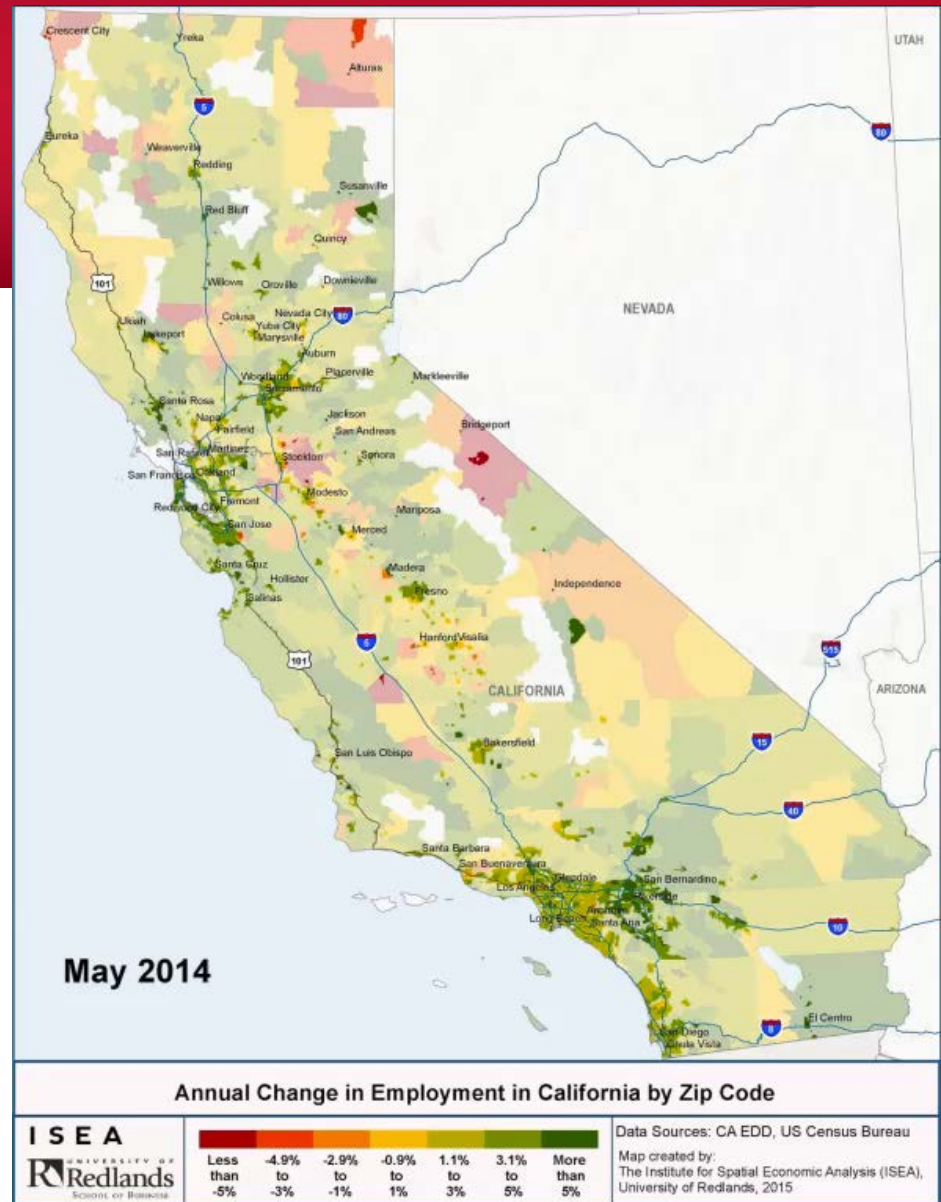 Crescent City
Yreka
UTAH
Alturas
5
80
Eureka
Weaverville
Redding
Susanville
Red Bluff
Quincy
101
Willows
Oroville
Downieville
NEVADA
Colusa
Nevada City
80
Ukiah
Lakeport
Yuba City
Marysville
Auburn
Woodland
Placerville
Sacramento
Markleeville
Santa Rosa
Napa
Fairfield
Jackson
San Andreas
Bridgeport
San Rafael
Martinez
Stockton
Sonora
San Francisco
Oakland
Modesto
Redwood City
Fremont
Mariposa
San Jose
Merced
Santa Cruz
Hollister
Madera
Independence
Salinas
Fresno
5
Hanford
Visalia
515
101
CALIFORNIA
ARIZONA
San Luis Obispo
Bakersfield
15
40
Santa Barbara
San Buenaventura
Glendale
San Bernardino
Los Angeles
Riverside
Long Beach
Anaheim
Santa Ana
10
May 2014
El Centro
San Diego
8
Chula Vista
Annual Change in Employment in California by Zip Code
ISEA
UNIVERSITY OF
Redlands
SCHOOL OF BUSINESS
Less than -5%
-4.9% to -3%
-2.9% to -1%
-0.9% to 1%
1.1% to 3%
3.1% to 5%
More than 5%
Data Sources: CA EDD, US Census Bureau
Map created by:
The Institute for Spatial Economic Analysis (ISEA),
University of Redlands, 2015